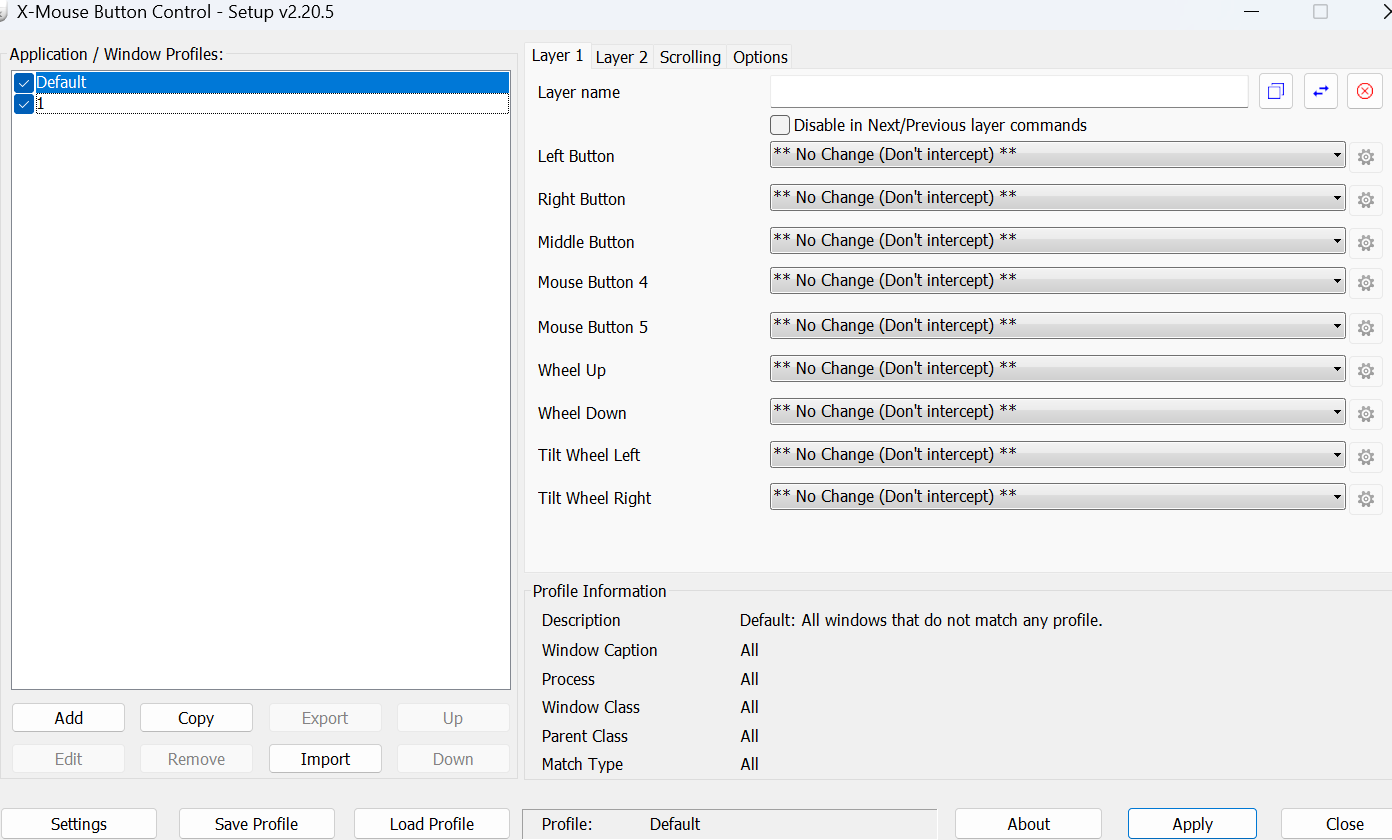 X-Mouse Button Control - Setup v2.20.5
Application / Window Profiles:
Default
1
Layer 1 Layer 2 Scrolling Options
Layer name
Disable in Next/Previous layer commands
Left Button ** No Change (Don't intercept) **
Right Button ** No Change (Don't intercept) **
Middle Button ** No Change (Don't intercept) **
Mouse Button 4 ** No Change (Don't intercept) **
Mouse Button 5 ** No Change (Don't intercept) **
Wheel Up ** No Change (Don't intercept) **
Wheel Down ** No Change (Don't intercept) **
Tilt Wheel Left ** No Change (Don't intercept) **
Tilt Wheel Right ** No Change (Don't intercept) **
Profile Information
Description Default: All windows that do not match any profile.
Window Caption All
Process All
Window Class All
Parent Class All
Match Type All
Add Copy Export Up
Edit Remove Import Down
Settings Save Profile Load Profile Profile: Default About Apply Close